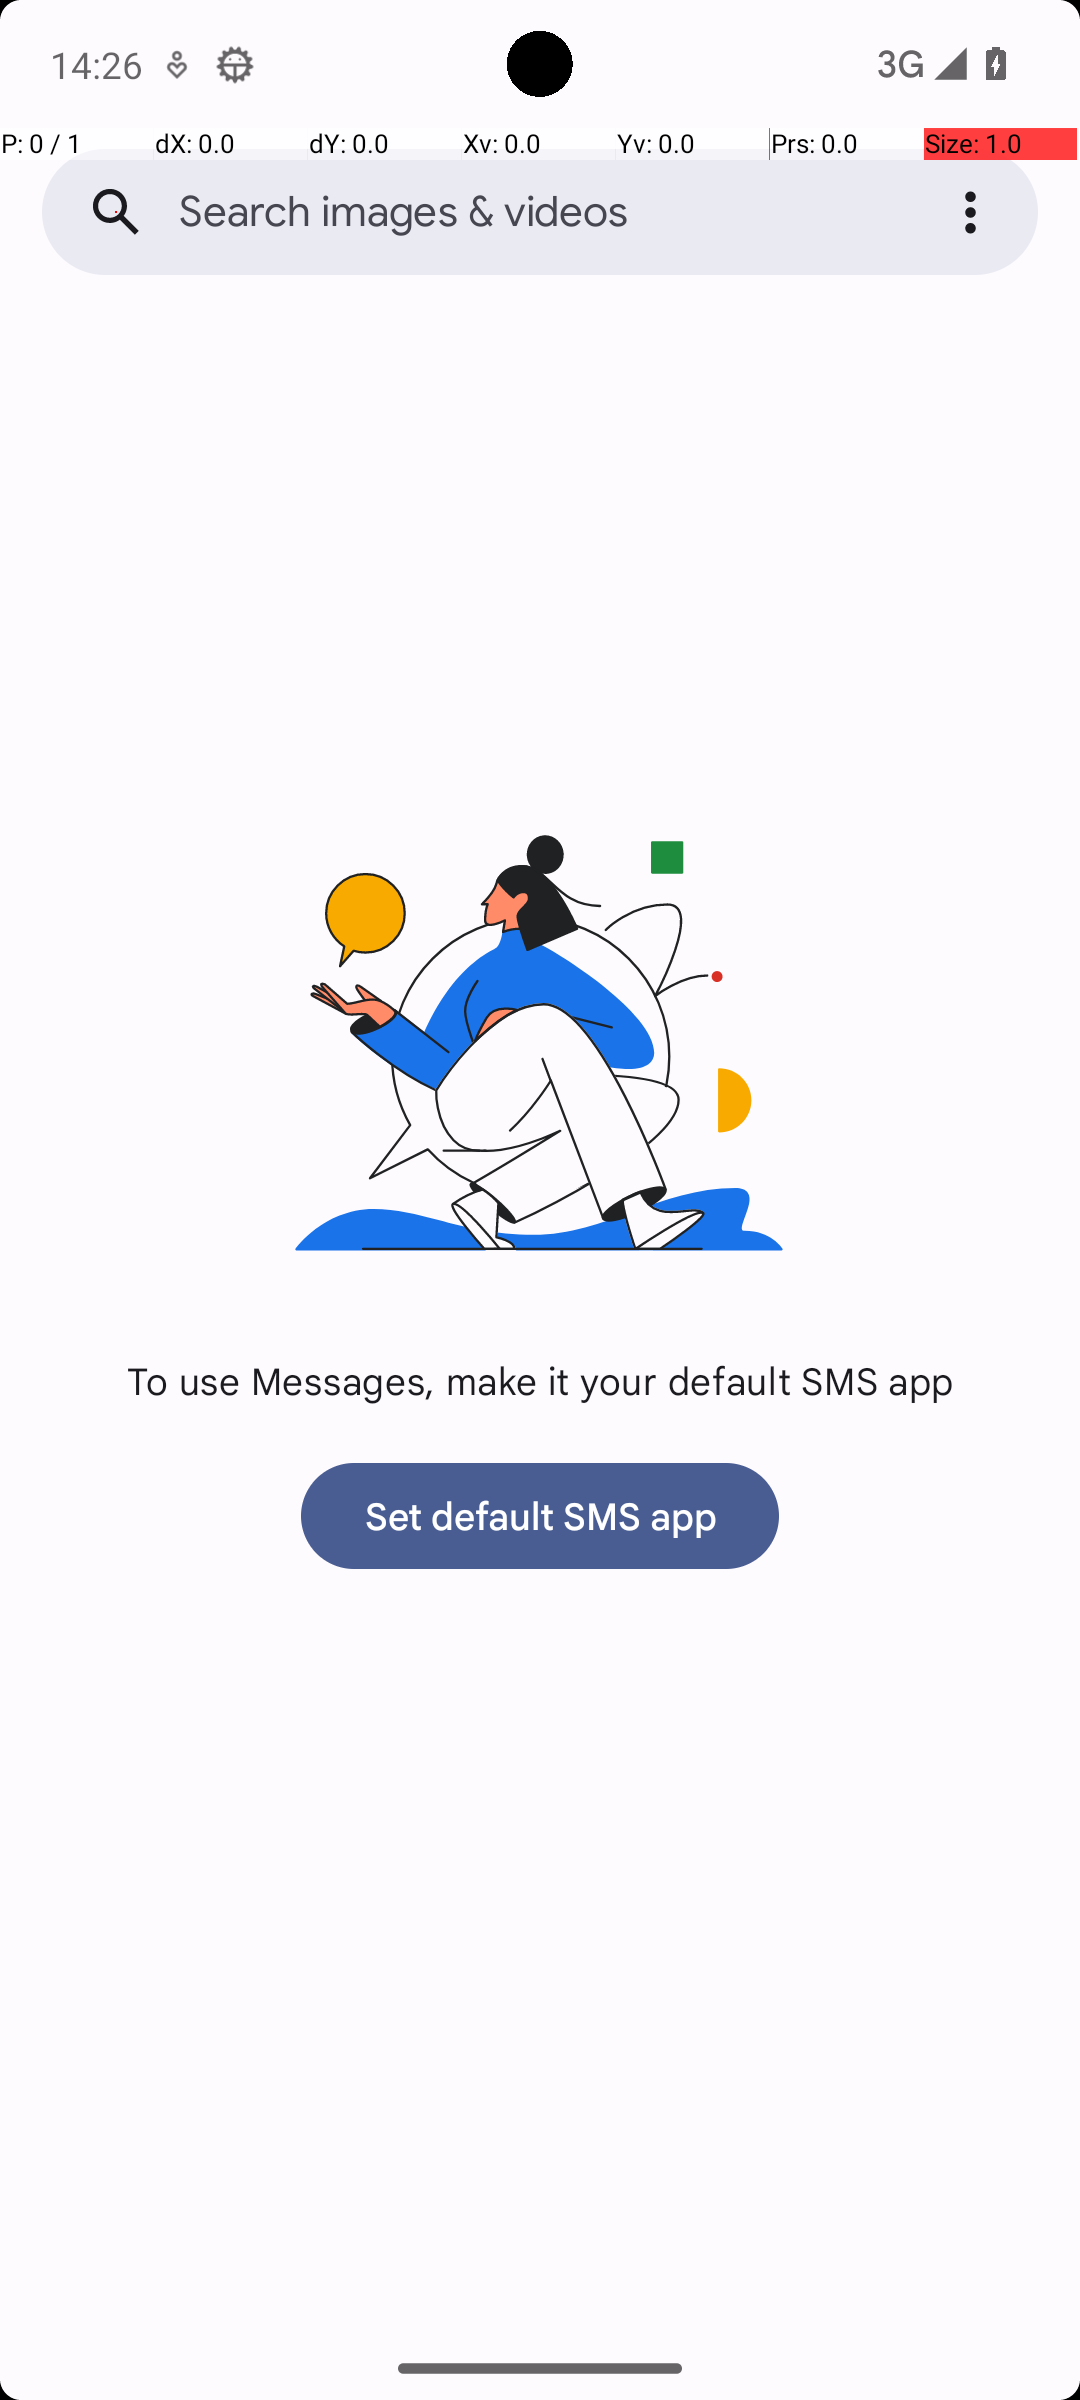 14:26
3G
P: 0 / 1
dX: 0.0
dY: 0.0
Xv: 0.0
Yv: 0.0
Prs: 0.0
Size: 1.0
Search images & videos
To use Messages, make it your default SMS app
Set default SMS app